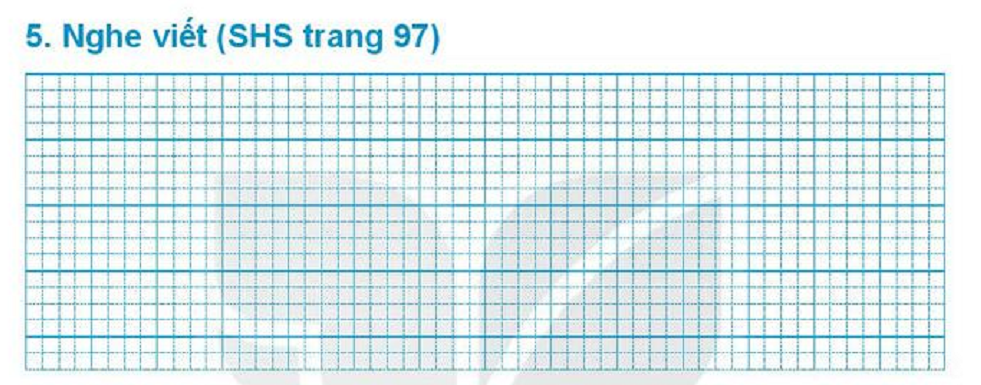 5. Nghe viết (SHS trang 97)